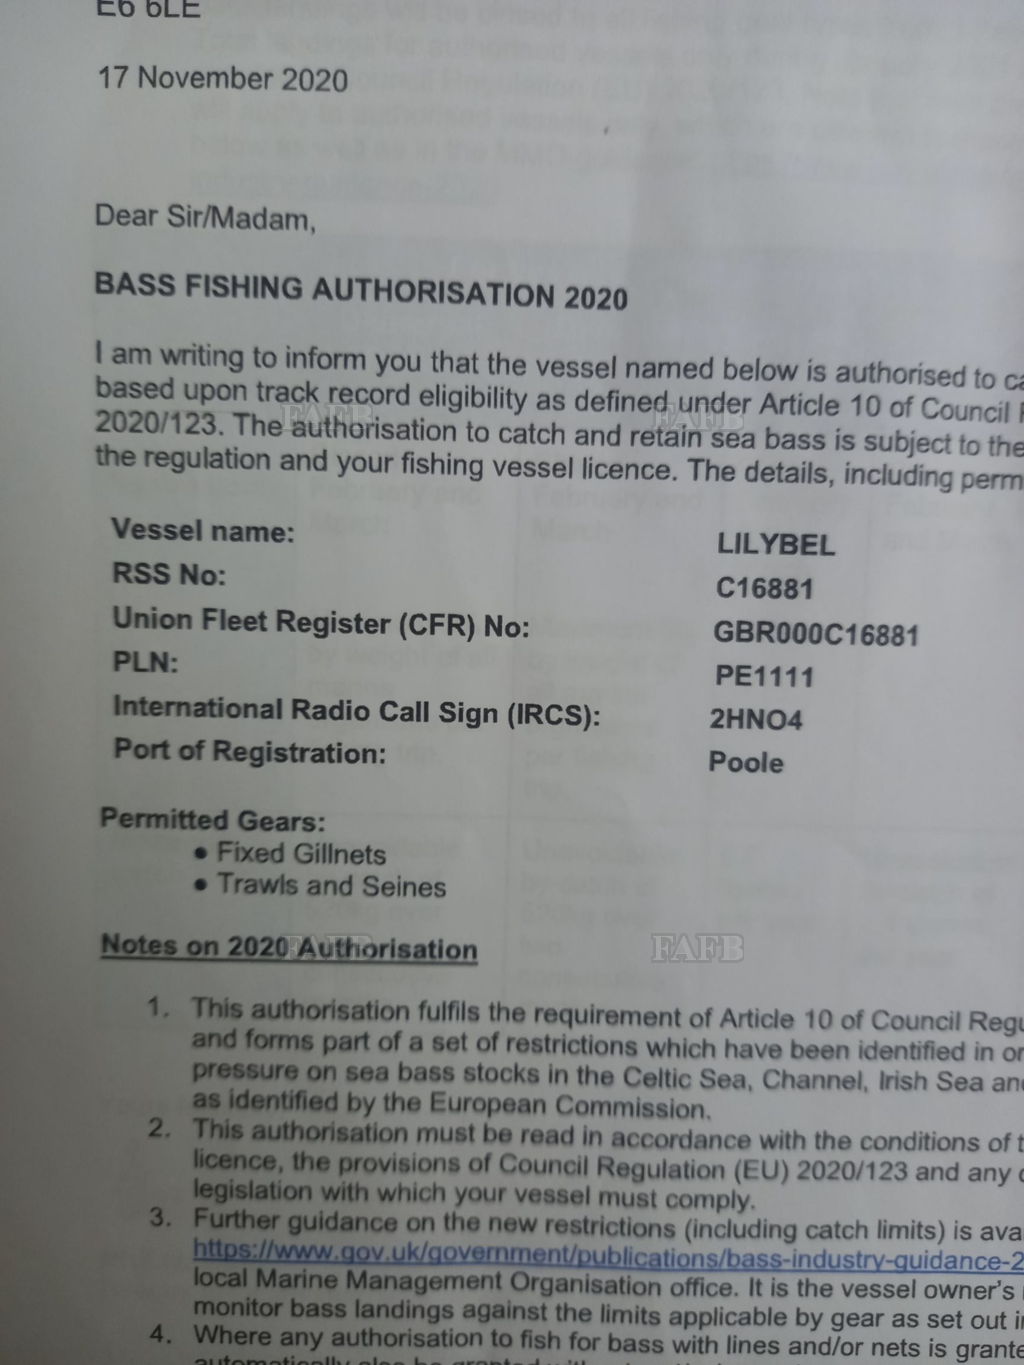 E6 6LE
17 November 2020
Dear Sir/Madam,
BASS FISHING AUTHORISATION 2020
I am writing to inform you that the vessel named below is authorised to
based upon track record eligibility as defined under Article 10 of Council
2020/123. The authorisation to catch and retain sea bass is subject to the
the regulation and your fishing vessel licence. The details, including
Vessel name: LILYBEL
RSS No: C16881
Union Fleet Register (CFR) No: GBR000C16881
PLN: PE1111
International Radio Call Sign (IRCS): 2HNO4
Port of Registration: Poole
Permitted Gears:
• Fixed Gillnets
• Trawls and Seines
Notes on 2020 Authorisation
1. This authorisation fulfils the requirement of Article 10 of Council
and forms part of a set of restrictions which have been identified in
pressure on sea bass stocks in the Celtic Sea, Channel, Irish Sea
as identified by the European Commission.
2. This authorisation must be read in accordance with the conditions of
licence, the provisions of Council Regulation (EU) 2020/123 and any
legislation with which your vessel must comply.
3. Further guidance on the new restrictions (including catch limits) is
https://www.gov.uk/government/publications/bass-industry-guidance-2
local Marine Management Organisation office. It is the vessel owner's
monitor bass landings against the limits applicable by gear as set out
4. Where any authorisation to fish for bass with lines and/or nets is
FAFB
FAFB
FAFB
FAFB